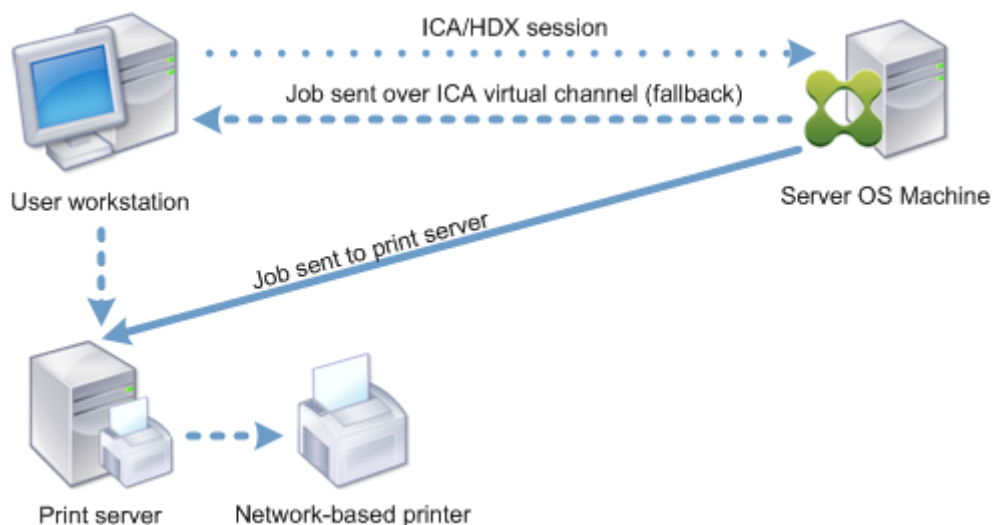 ICA/HDX session
Job sent over ICA virtual channel (fallback)
User workstation
Server OS Machine
Job sent to print server
Print server
Network-based printer